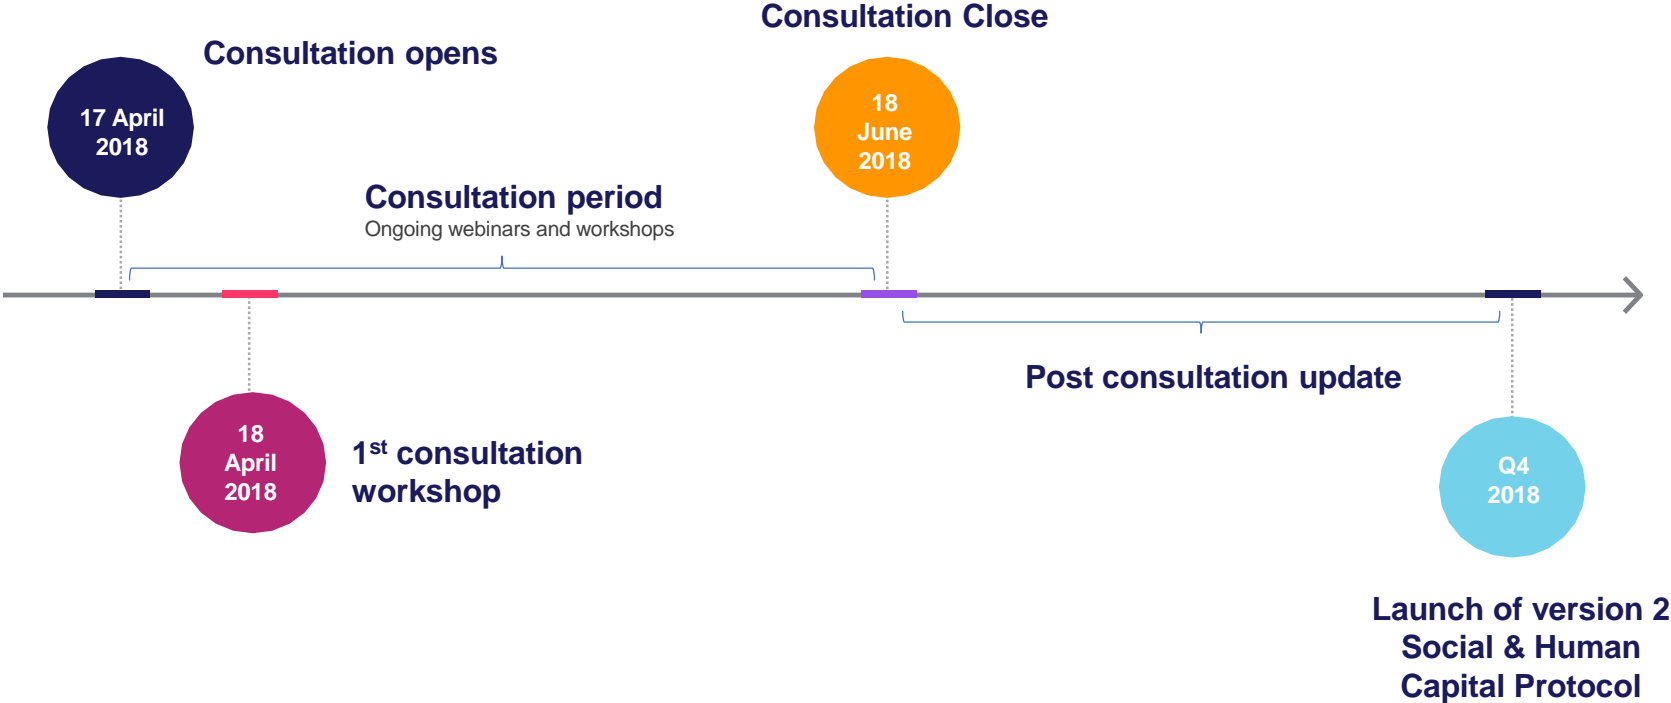 Consultation Close
Consultation opens
17 April
2018
18
June
2018
Consultation period
Ongoing webinars and workshops
Post consultation update
18
April
2018
1st consultation
workshop
Q4
2018
Launch of version 2
Social & Human
Capital Protocol